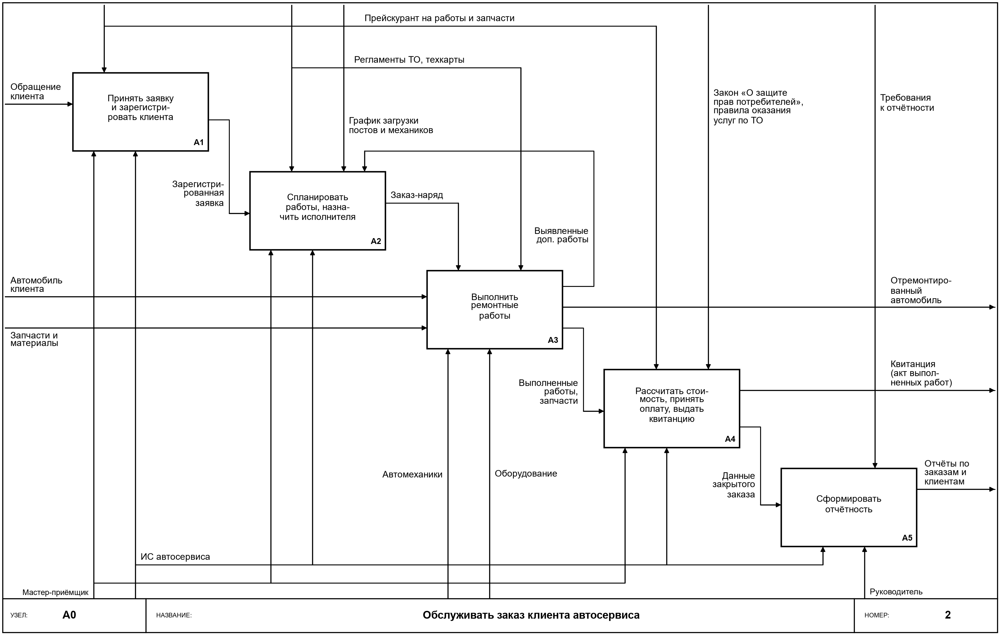 Прейскурант на работы и запчасти
Регламенты ТО, техкарты
Обращение
клиента
Принять заявку
и зарегистри-
ровать клиента
A1
График загрузки
постов и механиков
Закон «О защите
прав потребителей»,
правила оказания
услуг по ТО
Требования
к отчётности
Зарегистри-
рованная
заявка
Спланировать
работы, назна-
чить исполнителя
A2
Заказ-наряд
Выявленные
доп. работы
Автомобиль
клиента
Запчасти и
материалы
Выполнить
ремонтные
работы
A3
Отремонтиро-
ванный
автомобиль
Выполненные
работы,
запчасти
Рассчитать стои-
мость, принять
оплату, выдать
квитанцию
A4
Квитанция
(акт выпол-
ненных работ)
Автомеханики
Оборудование
Данные
закрытого
заказа
Сформировать
отчётность
A5
Отчёты по
заказам и
клиентам
ИС автосервиса
Мастер-приёмщик
Руководитель
УЗЕЛ:
A0
НАЗВАНИЕ:
Обслуживать заказ клиента автосервиса
НОМЕР:
2